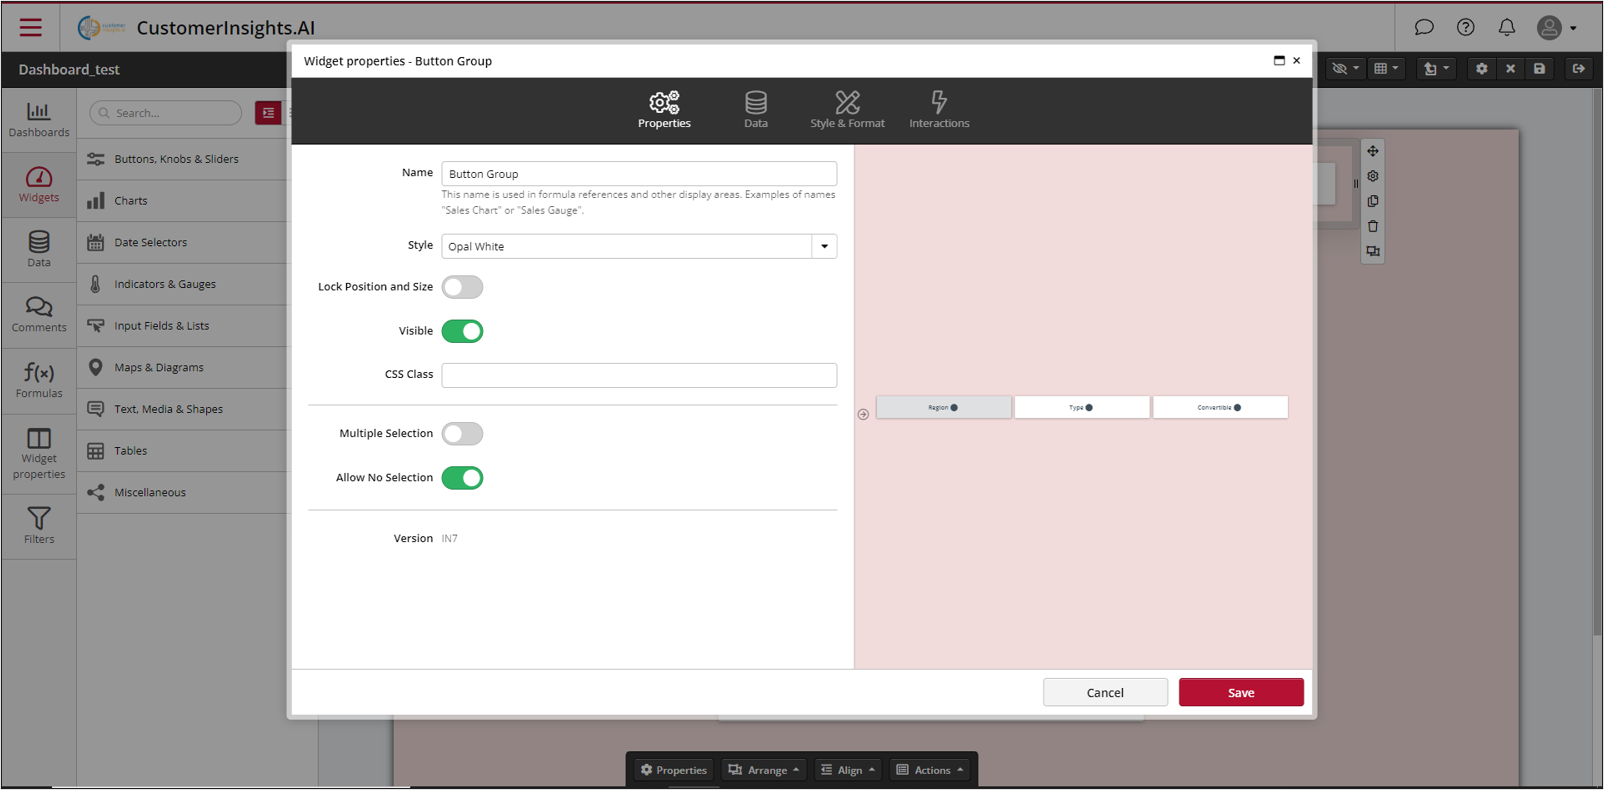 CustomerInsights.AI
Dashboard_test
Dashboards
Widgets
Data
Comments
Formulas
Widget
properties
Filters
Search...
Buttons, Knobs & Sliders
Charts
Date Selectors
Indicators & Gauges
Input Fields & Lists
Maps & Diagrams
Text, Media & Shapes
Tables
Miscellaneous
Widget properties - Button Group
Properties
Data
Style & Format
Interactions
Name
Button Group
This name is used in formula references and other display areas. Examples of names
"Sales Chart" or "Sales Gauge".
Style
Opal White
Lock Position and Size
Visible
CSS Class
Multiple Selection
Allow No Selection
Version IN7
Region
Type
Convertible
Cancel
Save
Properties
Arrange
Align
Actions